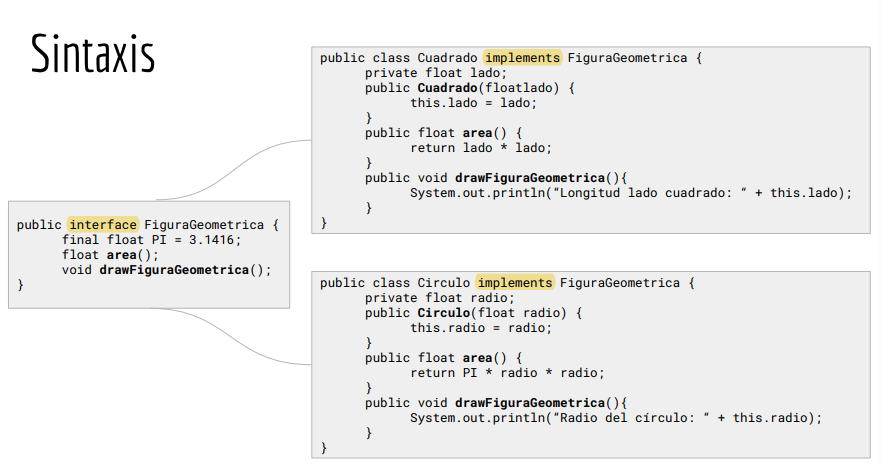 Sintaxis
public interface FiguraGeometrica {
final float PI = 3.1416;
float area();
void drawFiguraGeometrica();
}
public class Cuadrado implements FiguraGeometrica {
private float lado;
public Cuadrado(floatlado) {
this.lado = lado;
}
public float area() {
return lado * lado;
}
public void drawFiguraGeometrica(){
System.out.println(“Longitud lado cuadrado: “ + this.lado);
}
}
public class Circulo implements FiguraGeometrica {
private float radio;
public Circulo(float radio) {
this.radio = radio;
}
public float area() {
return PI * radio * radio;
}
public void drawFiguraGeometrica(){
System.out.println(“Radio del círculo: “ + this.radio);
}
}